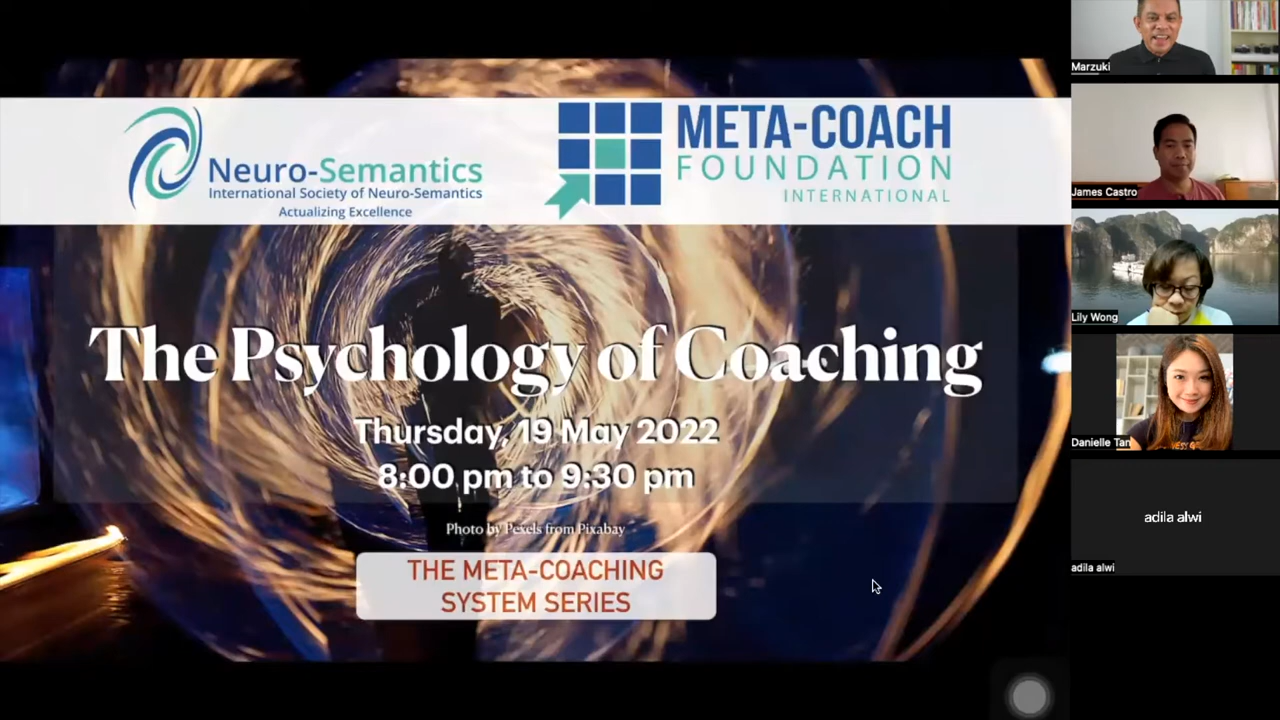 Neuro-Semantics
International Society of Neuro-Semantics
Actualizing Excellence
META-COACH
FOUNDATION
INTERNATIONAL
The Psychology of Coaching
Thursday, 19 May 2022
8:00 pm to 9:30 pm
Photo by Pexels from Pixabay
THE META-COACHING
SYSTEM SERIES
Marzuki
James Castro
Lily Wong
Danielle Tan
adila alwi
adila alwi